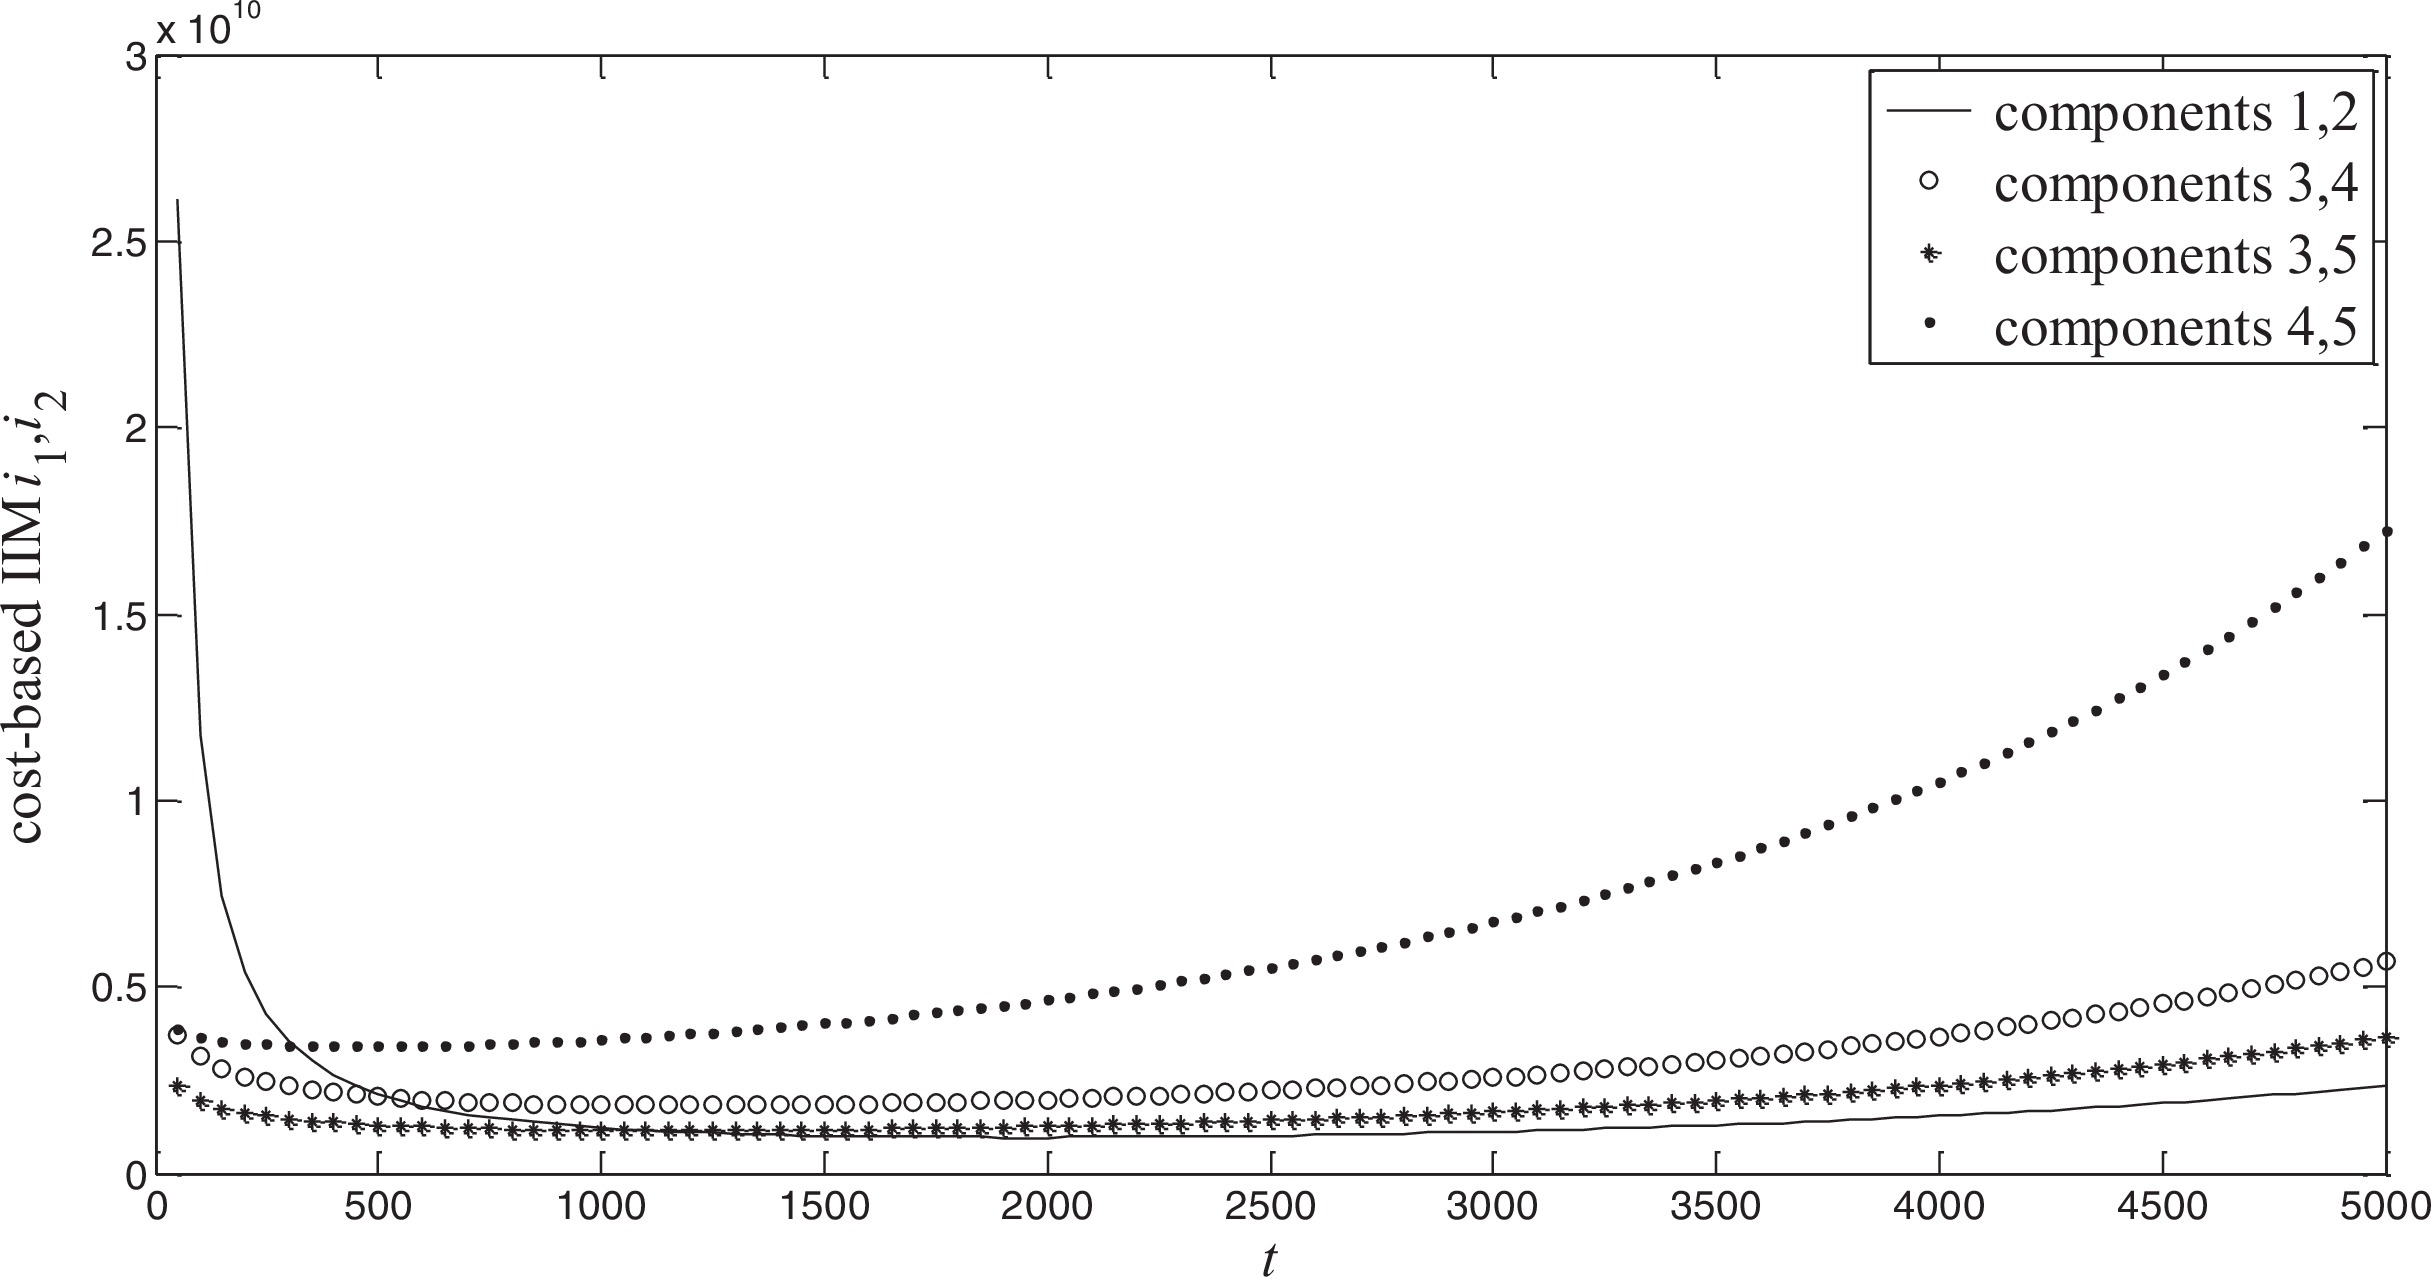 x 10^10
3
2.5
2
1.5
1
0.5
0
cost-based IIM i1,i2
components 1,2
components 3,4
components 3,5
components 4,5
0 500 1000 1500 2000 2500 3000 3500 4000 4500 5000
t